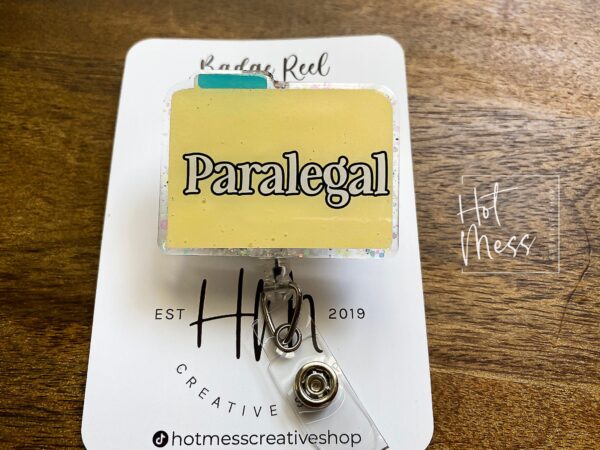 Badge Reel
Paralegal
EST Hm 2019
CREATIVE
hotmesscreativeshop
Hot
Mess